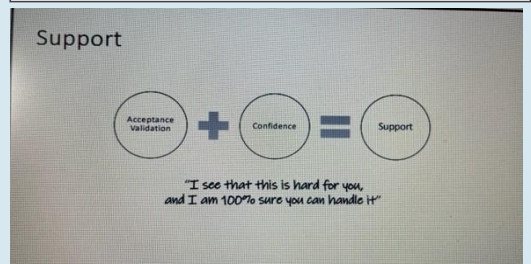 Support
Acceptance
Validation
+
Confidence
=
Support
"I see that this is hard for you,
and I am 100% sure you can handle it"